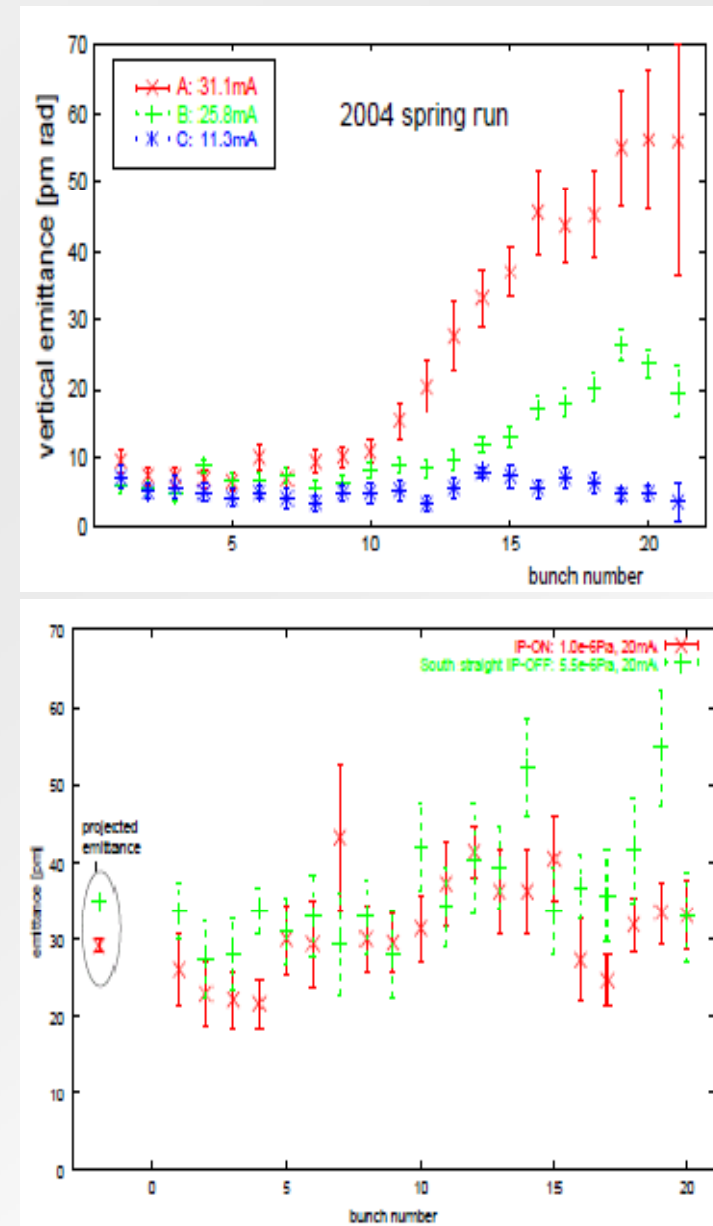 70
60
50
40
30
20
10
0
vertical emittance [pm rad]
A: 31.1mA
B: 25.8mA
C: 11.3mA
2004 spring run
5
10
15
20
bunch number
70
60
50
40
30
20
10
0
emittance [pm]
IP-ON: 1.0e-6Pa, 20mA
South straight IP-OFF: 5.5e-6Pa, 20mA
projected
emittance
0
5
10
15
20
bunch number